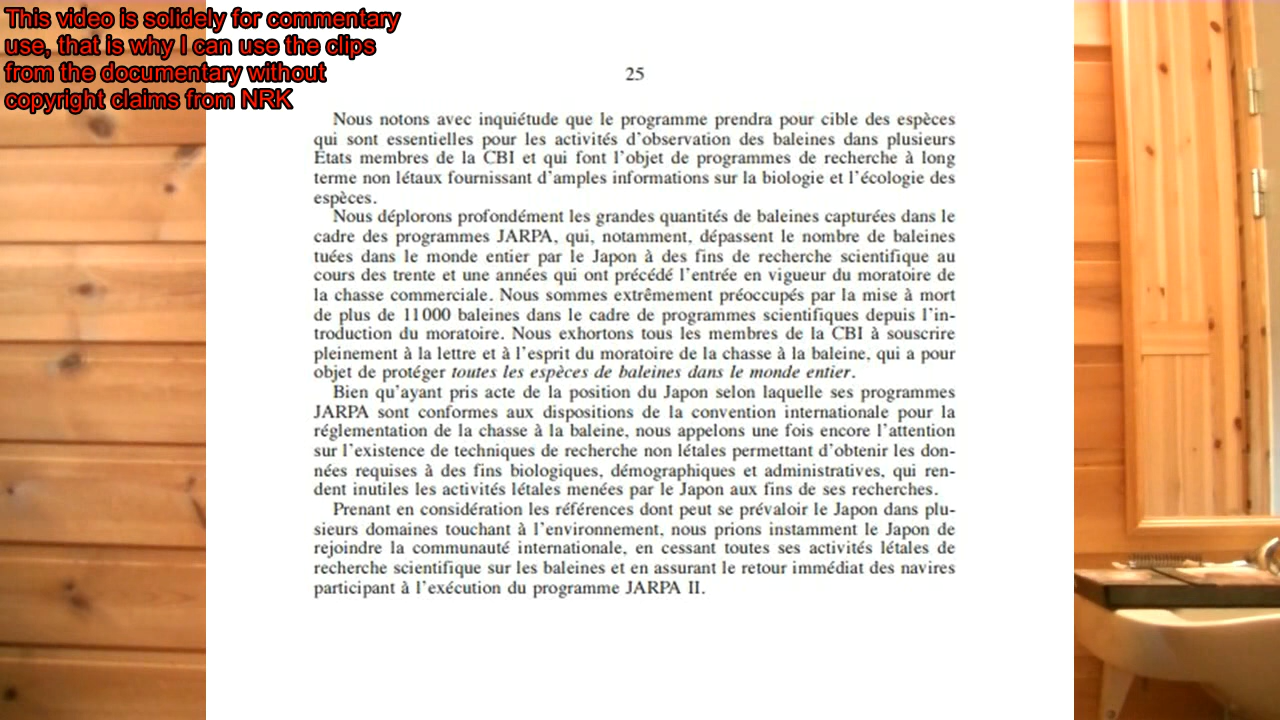 This video is solidely for commentary
use, that is why I can use the clips
from the documentary without
copyright claims from NRK
25
Nous notons avec inquiétude que le programme prendra pour cible des espèces
qui sont essentielles pour les activités d'observation des baleines dans plusieurs
Etats membres de la CBI et qui font l'objet de programmes de recherche à long
terme non létaux fournissant d'amples informations sur la biologie et l'écologie des
espèces.
Nous déplorons profondément les grandes quantités de baleines capturées dans le
cadre des programmes JARPA, qui, notamment, dépassent le nombre de baleines
tuées dans le monde entier par le Japon à des fins de recherche scientifique au
cours des trente et une années qui ont précédé l'entrée en vigueur du moratoire de
la chasse commerciale. Nous sommes extrêmement préoccupés par la mise à mort
de plus de 11000 baleines dans le cadre de programmes scientifiques depuis l'in-
troduction du moratoire. Nous exhortons tous les membres de la CBI à souscrire
pleinement à la lettre et à l'esprit du moratoire de la chasse à la baleine, qui a pour
objet de protéger toutes les espèces de baleines dans le monde entier.
Bien qu'ayant pris acte de la position du Japon selon laquelle ses programmes
JARPA sont conformes aux dispositions de la convention internationale pour la
réglementation de la chasse à la baleine, nous appelons une fois encore l'attention
sur l'existence de techniques de recherche non létales permettant d'obtenir les don-
nées requises à des fins biologiques, démographiques et administratives, qui ren-
dent inutiles les activités létales menées par le Japon aux fins de ses recherches.
Prenant en considération les références dont peut se prévaloir le Japon dans plu-
sieurs domaines touchant à l'environnement, nous prions instamment le Japon de
rejoindre la communauté internationale, en cessant toutes ses activités létales de
recherche scientifique sur les baleines et en assurant le retour immédiat des navires
participant à l'exécution du programme JARPA II.